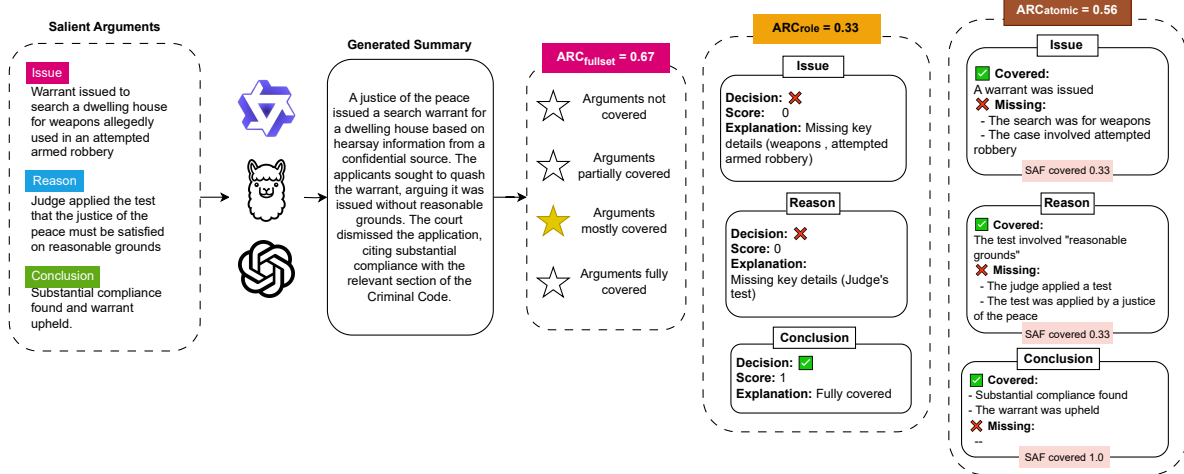 Salient Arguments
Issue
Warrant issued to
search a dwelling house
for weapons allegedly
used in an attempted
armed robbery
Reason
Judge applied the test
that the justice of the
peace must be satisfied
on reasonable grounds
Conclusion
Substantial compliance
found and warrant
upheld.
Generated Summary
A justice of the peace
issued a search warrant for
a dwelling house based on
hearsay information from a
confidential source. The
applicants sought to quash
the warrant, arguing it was
issued without reasonable
grounds. The court
dismissed the application,
citing substantial
compliance with the
relevant section of the
Criminal Code.
ARCfullset = 0.67
Arguments not
covered
Arguments
partially covered
Arguments
mostly covered
Arguments fully
covered
ARCrole = 0.33
Issue
Decision:
Score: 0
Explanation: Missing key
details (weapons , attempted
armed robbery)
Reason
Decision:
Score: 0
Explanation:
Missing key details (Judge's
test)
Conclusion
Decision:
Score: 1
Explanation: Fully covered
ARCatomic = 0.56
Issue
Covered:
A warrant was issued
Missing:
- The search was for weapons
- The case involved attempted
robbery
SAF covered 0.33
Reason
Covered:
The test involved "reasonable
grounds"
Missing:
- The judge applied a test
- The test was applied by a justice
of the peace
SAF covered 0.33
Conclusion
Covered:
- Substantial compliance found
- The warrant was upheld
Missing:
--
SAF covered 1.0